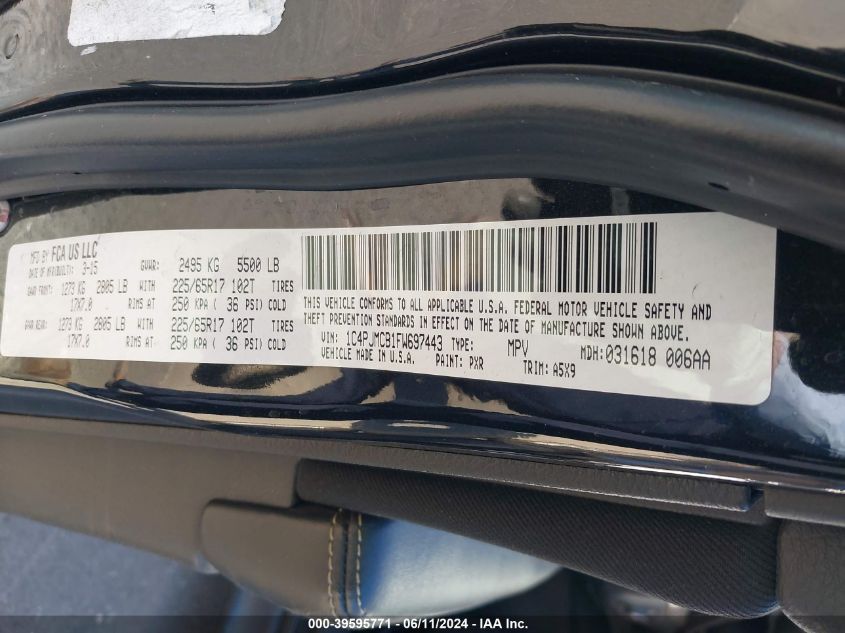 MFD BY FCA US LLC GVWR: 2495 KG 5500 LB
DATE OF MFR(BUILT): 3-15
GAWR FRONT: 1273 KG 2805 LB 225/65R17 102T TIRES
17X7.0 RIMS AT 250 KPA ( 36 PSI) COLD
GAWR REAR: 1273 KG 2805 LB 225/65R17 102T TIRES
17X7.0 RIMS AT 250 KPA ( 36 PSI) COLD
THIS VEHICLE CONFORMS TO ALL APPLICABLE U.S.A. FEDERAL MOTOR VEHICLE SAFETY AND
THEFT PREVENTION STANDARDS IN EFFECT ON THE DATE OF MANUFACTURE SHOWN ABOVE.
VIN: 1C4PJMCB1FW697443 TYPE: MPV MDH: 031618 006AA
VEHICLE MADE IN U.S.A. PAINT: PXR TRIM: A5X9
000-39595771 - 06/11/2024 - IAA Inc.